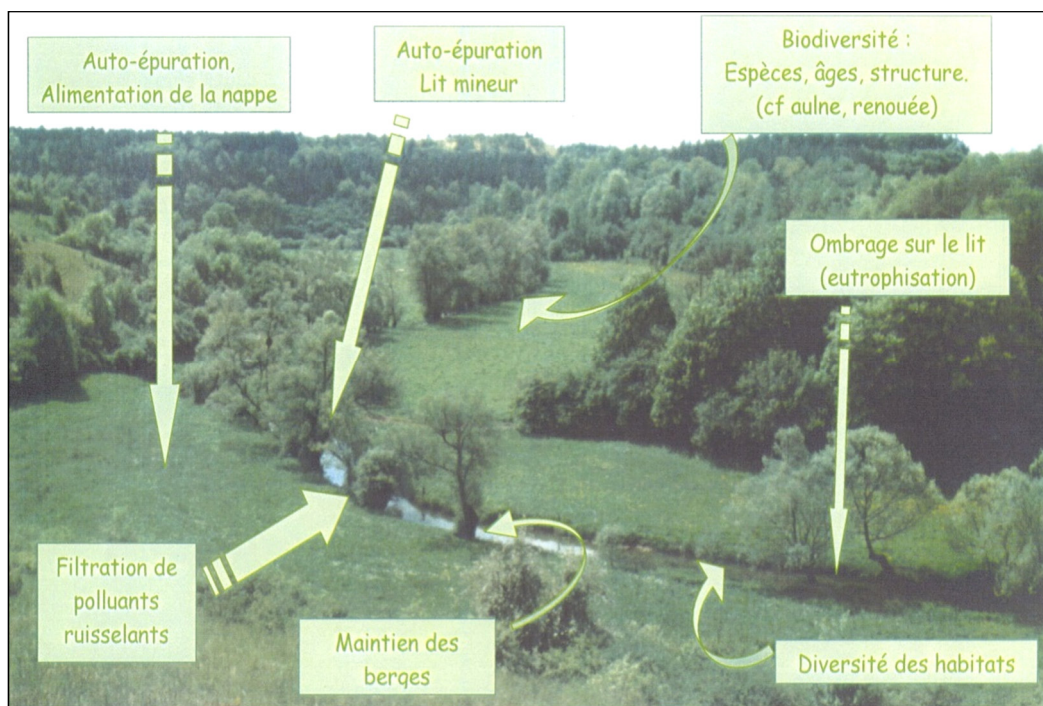 Auto-épuration,
Alimentation de la nappe
Auto-épuration
Lit mineur
Biodiversité :
Espèces, âges, structure.
(cf aulne, renouée)
Ombrage sur le lit
(eutrophisation)
Filtration de
polluants
ruisselants
Maintien des
berges
Diversité des habitats